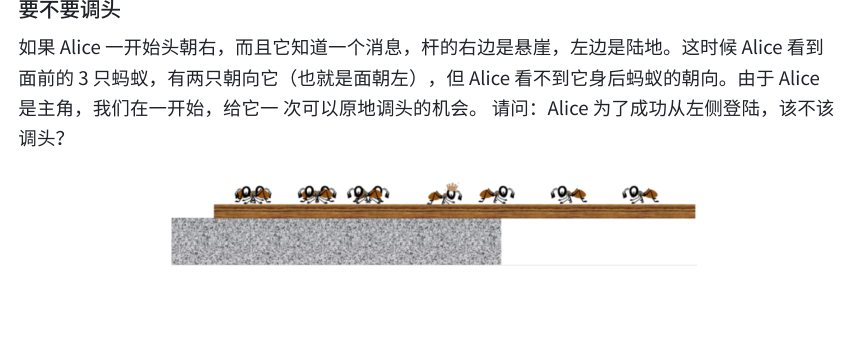 要不要调头
如果 Alice 一开始头朝右，而且它知道一个消息，杆的右边是悬崖，左边是陆地。这时候 Alice 看到
面前的 3 只蚂蚁，有两只朝向它（也就是面朝左），但 Alice 看不到它身后蚂蚁的朝向。由于 Alice
是主角，我们在一开始，给它一 次可以原地调头的机会。 请问：Alice 为了成功从左侧登陆，该不该
调头？